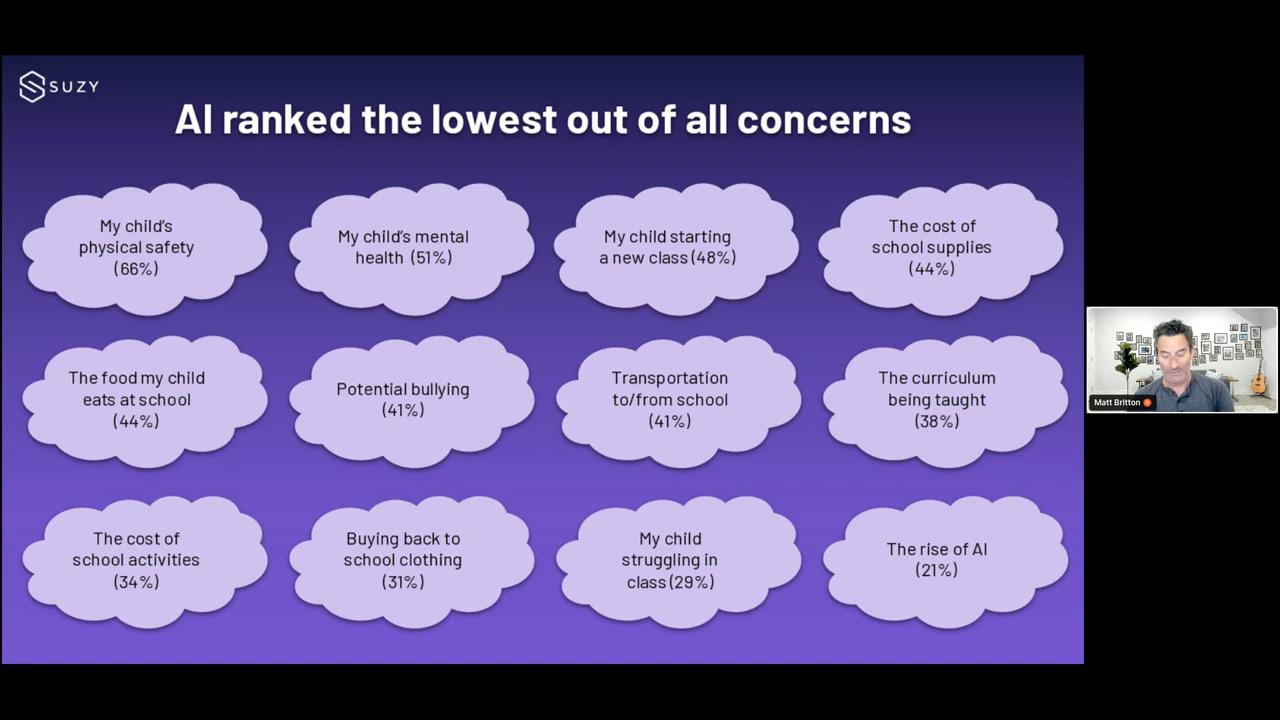 SUZY
AI ranked the lowest out of all concerns
My child's
physical safety
(66%)
My child's mental
health (51%)
My child starting
a new class (48%)
The cost of
school supplies
(44%)
The food my child
eats at school
(44%)
Potential bullying
(41%)
Transportation
to/from school
(41%)
The curriculum
being taught
(38%)
The cost of
school activities
(34%)
Buying back to
school clothing
(31%)
My child
struggling in
class (29%)
The rise of AI
(21%)
Matt Britton